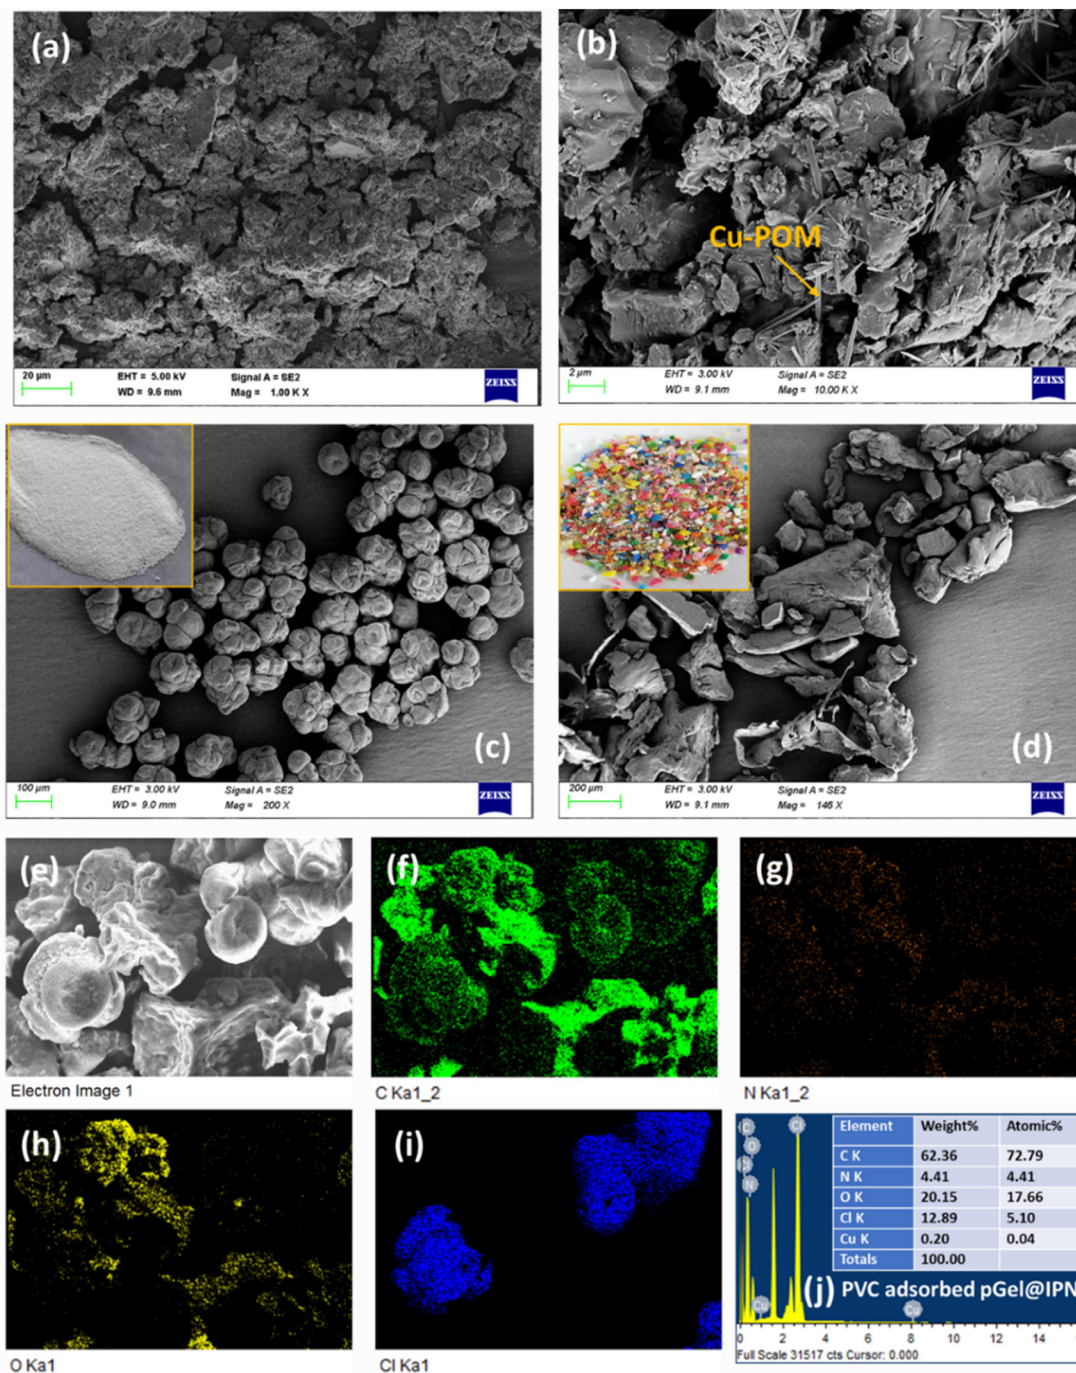 (a)
20 µm
EHT = 5.00 kV
Signal A = SE2
WD = 9.6 mm
Mag = 1.00 K X
ZEISS
(b)
Cu-POM
2 µm
EHT = 3.00 kV
Signal A = SE2
WD = 9.1 mm
Mag = 10.00 K X
ZEISS
(c)
100 µm
EHT = 3.00 kV
Signal A = SE2
WD = 9.0 mm
Mag = 200 X
ZEISS
(d)
200 µm
EHT = 3.00 kV
Signal A = SE2
WD = 9.1 mm
Mag = 146 X
ZEISS
(e)
Electron Image 1
(f)
C Ka1_2
(g)
N Ka1_2
(h)
O Ka1
(i)
Cl Ka1
C
O
Cl
N
Cl
Cu
Cu
Element Weight% Atomic%
C K 62.36 72.79
N K 4.41 4.41
O K 20.15 17.66
Cl K 12.89 5.10
Cu K 0.20 0.04
Totals 100.00
(j) PVC adsorbed pGel@IPN
0 2 4 6 8 10 12 14
Full Scale 31517 cts Cursor: 0.000